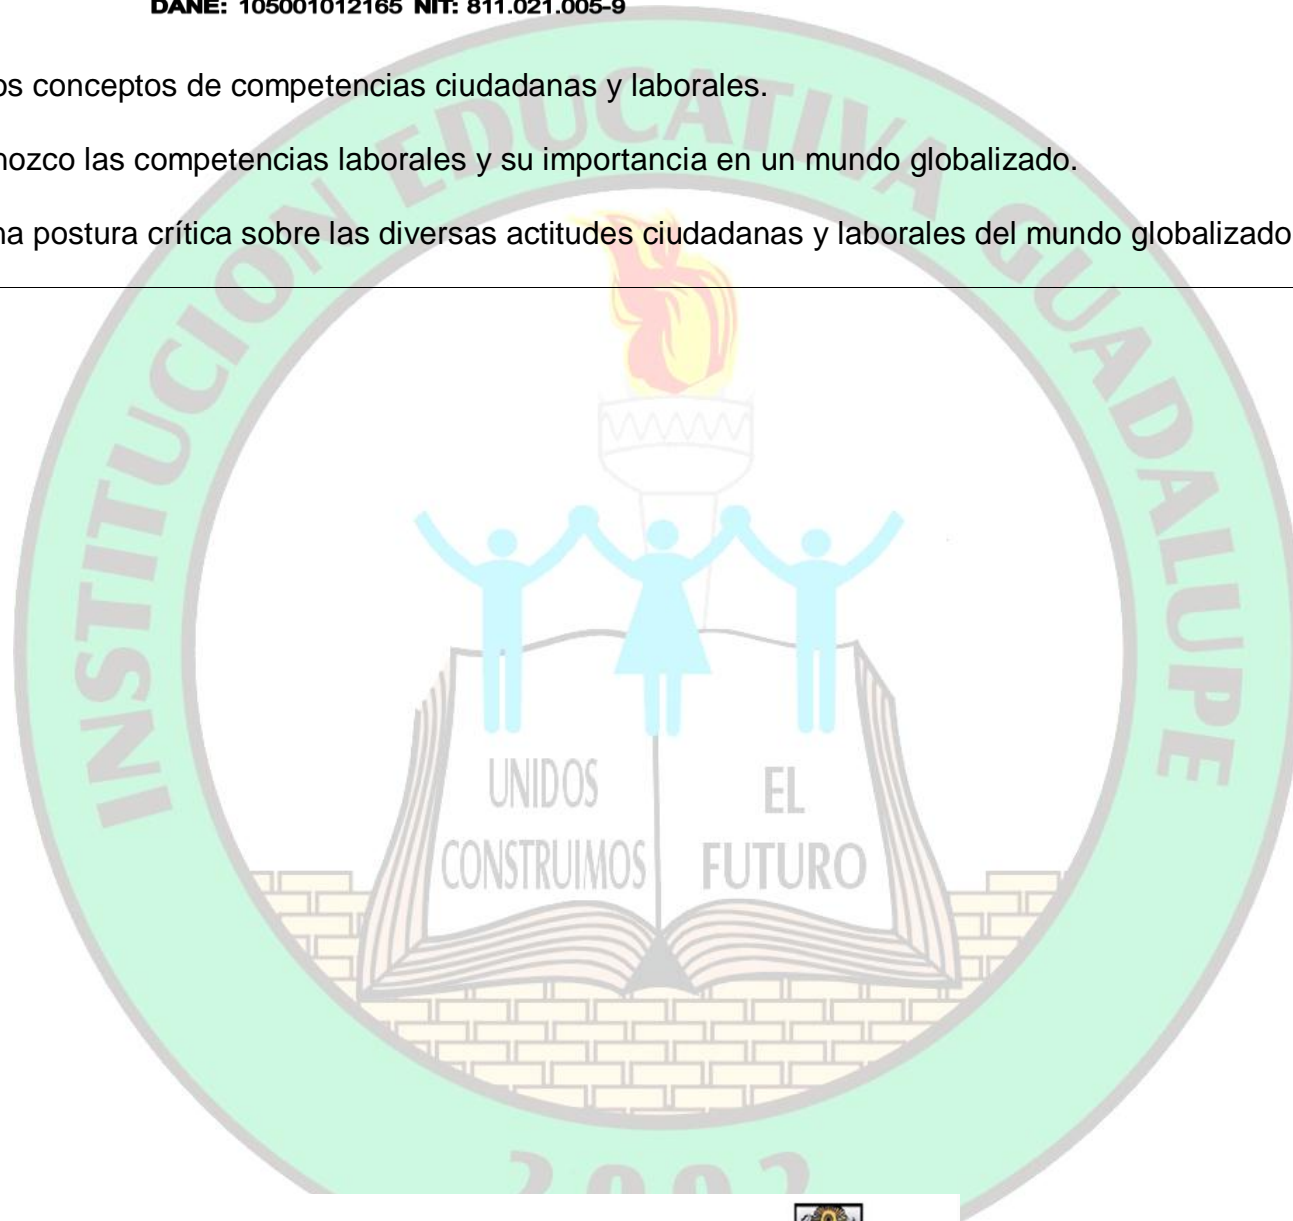 DANE: 105001012165 NIT: 811.021.005-9
os conceptos de competencias ciudadanas y laborales.
nozco las competencias laborales y su importancia en un mundo globalizado.
na postura crítica sobre las diversas actitudes ciudadanas y laborales del mundo globalizado
INSTITUCION EDUCATIVA GUADALUPE
UNIDOS EL
CONSTRUIMOS FUTURO
2002